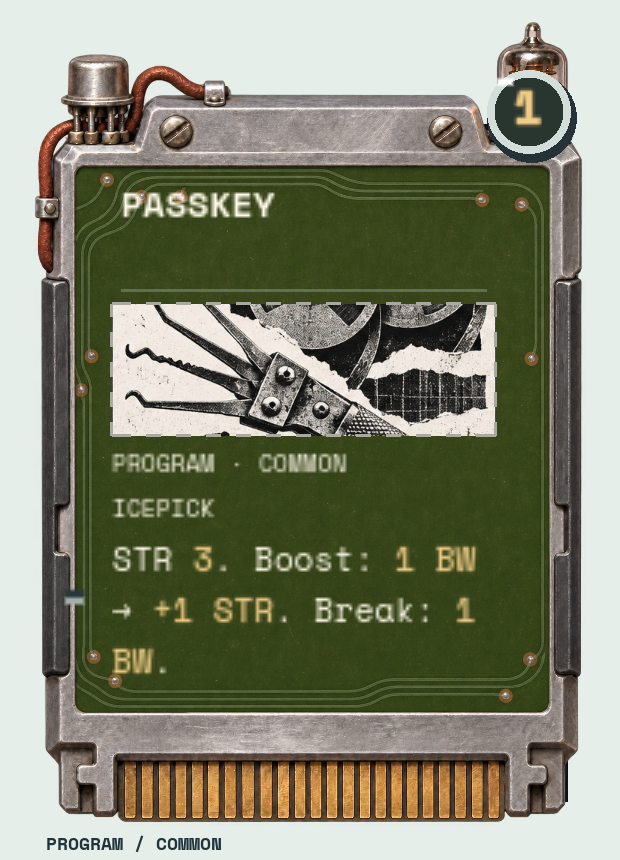 1
PASSKEY
PROGRAM · COMMON
ICEPICK
STR 3. Boost: 1 BW
→ +1 STR. Break: 1
BW.
PROGRAM / COMMON